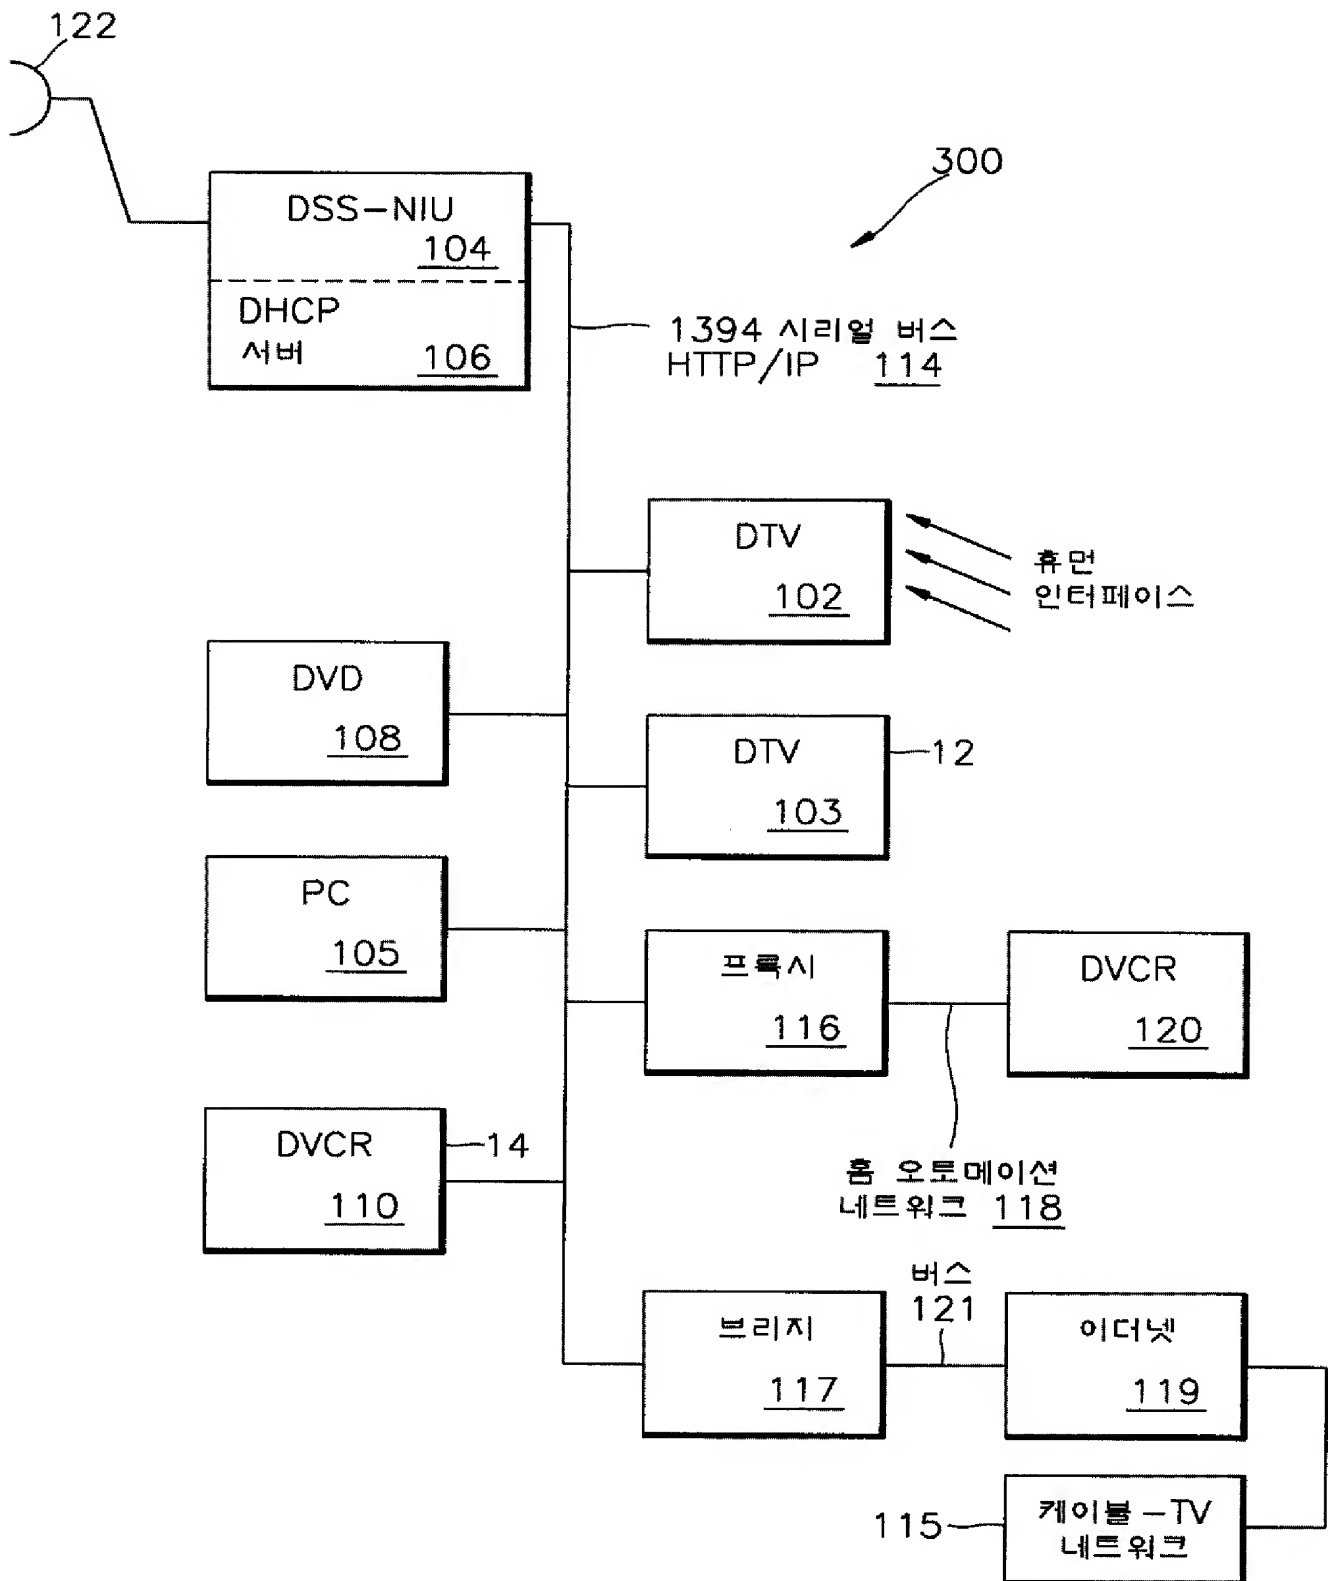 122
300
DSS-NIU
104
DHCP
서버
106
1394 시리얼 버스
HTTP/IP 114
DTV
102
휴먼
인터페이스
DVD
108
DTV
103
12
PC
105
프록시
116
DVCR
120
DVCR
110
14
홈 오토메이션
네트워크 118
버스
121
브리지
117
이더넷
119
115
케이블-TV
네트워크